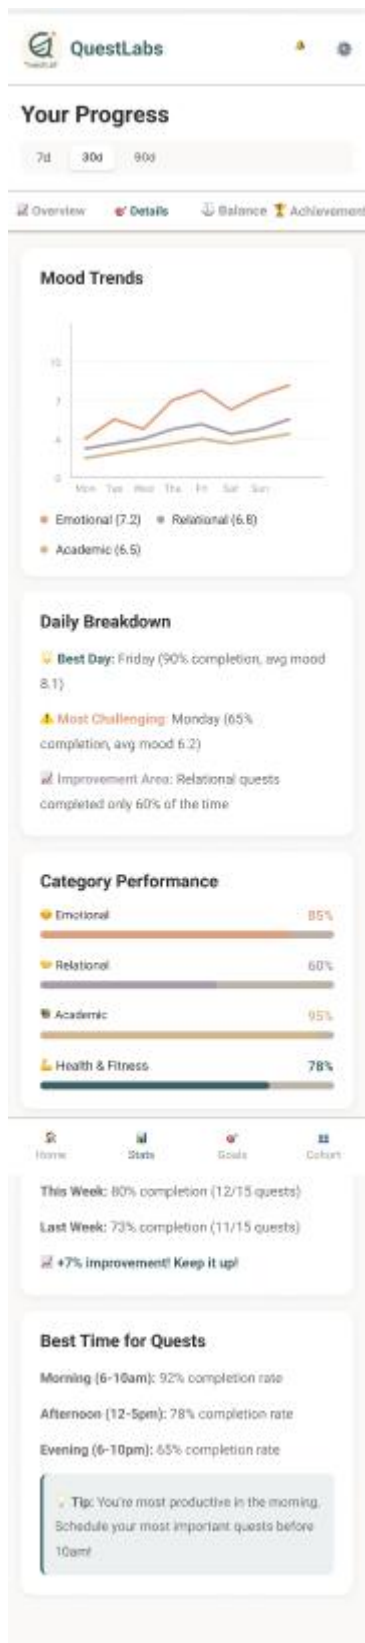 QuestLabs
Your Progress
7d 30d 90d
Overview Details Balance Achievement
Mood Trends
10
7
4
0
Mon Tue Wed Thu Fri Sat Sun
Emotional (7.2) Relational (6.8)
Academic (6.5)
Daily Breakdown
Best Day: Friday (90% completion, avg mood
8.1)
Most Challenging: Monday (65%
completion, avg mood 6.2)
Improvement Area: Relational quests
completed only 60% of the time
Category Performance
Emotional 85%
Relational 60%
Academic 95%
Health & Fitness 78%
Home Stats Goals Cohort
This Week: 80% completion (12/15 quests)
Last Week: 73% completion (11/15 quests)
+7% improvement! Keep it up!
Best Time for Quests
Morning (6-10am): 92% completion rate
Afternoon (12-5pm): 78% completion rate
Evening (6-10pm): 65% completion rate
Tip: You're most productive in the morning.
Schedule your most important quests before
10am!